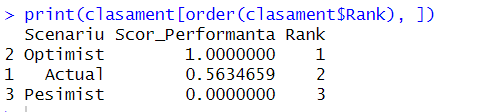 > print(clasament[order(clasament$Rank), ])
  Scenariu Scor_Performanta Rank
2 Optimist        1.0000000    1
1   Actual        0.5634659    2
3 Pesimist        0.0000000    3